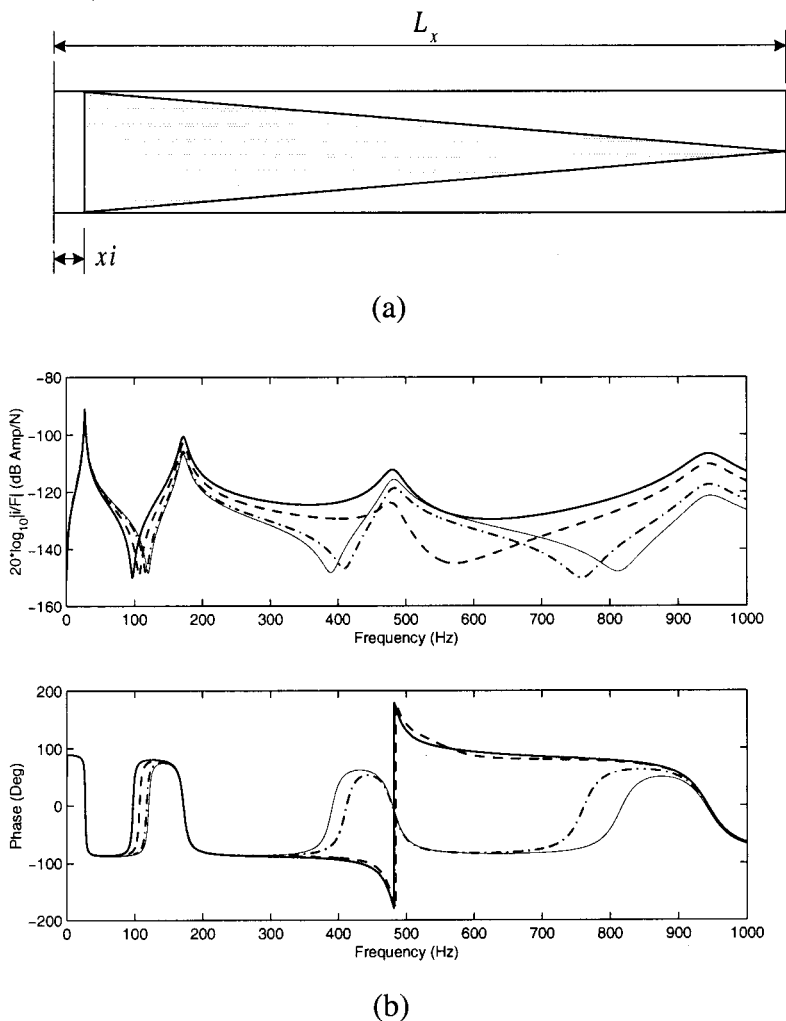 L_x
xi
(a)
-80
-100
-120
-140
-160
20*log10|i/F| (dB Amp/N)
0 100 200 300 400 500 600 700 800 900 1000
Frequency (Hz)
200
100
0
-100
-200
Phase (Deg)
0 100 200 300 400 500 600 700 800 900 1000
Frequency (Hz)
(b)